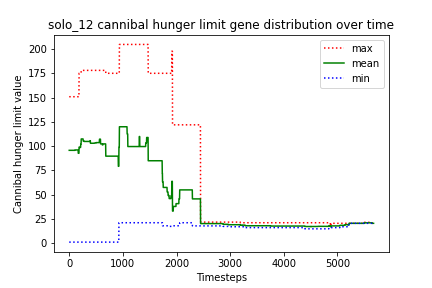 solo_12 cannibal hunger limit gene distribution over time
max
mean
min
Cannibal hunger limit value
200
175
150
125
100
75
50
25
0
0 1000 2000 3000 4000 5000
Timesteps